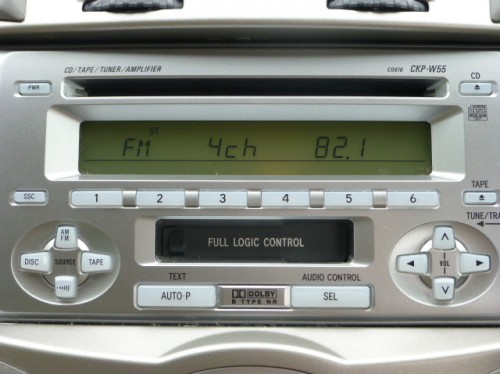 CD/TAPE/TUNER/AMPLIFIER
CD818 CKP-W55
PWR
CD
ST
FM 4ch 82.1
SSC
1 2 3 4 5 6
TAPE
TUNE/TRA
AM
FM
DISC SOURCE TAPE
FULL LOGIC CONTROL
VOL
TEXT
AUDIO CONTROL
AUTO·P
DOLBY
B TYPE NR
SEL